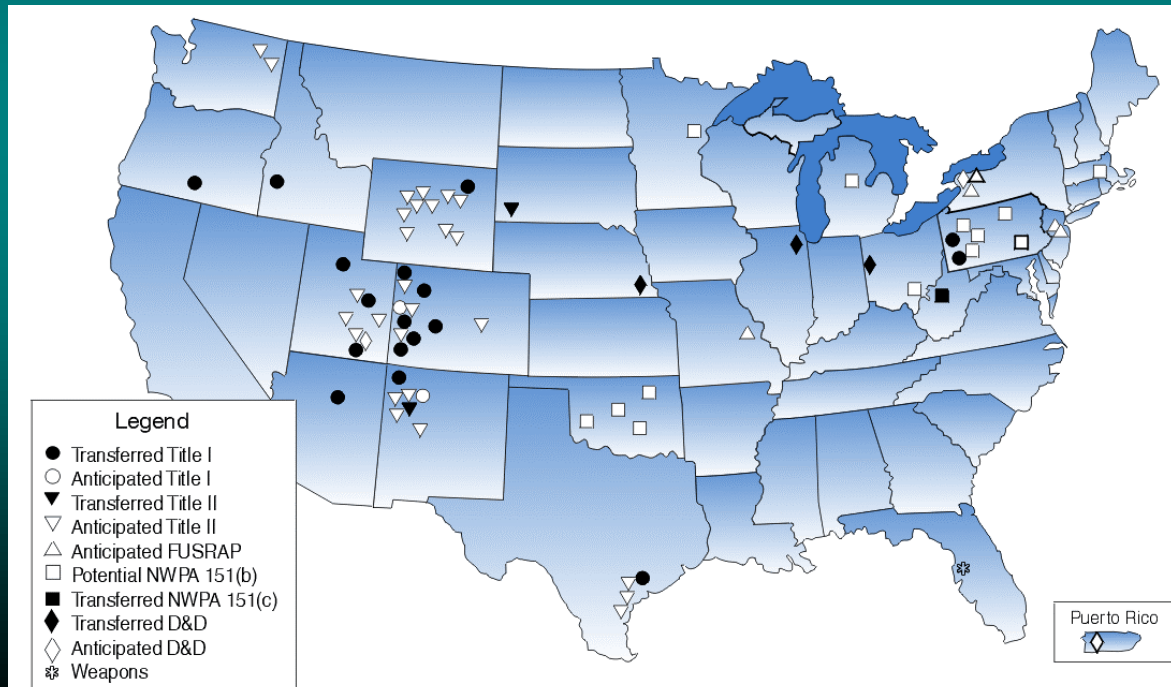 Legend
Transferred Title I
Anticipated Title I
Transferred Title II
Anticipated Title II
Anticipated FUSRAP
Potential NWPA 151(b)
Transferred NWPA 151(c)
Transferred D&D
Anticipated D&D
Weapons
Puerto Rico